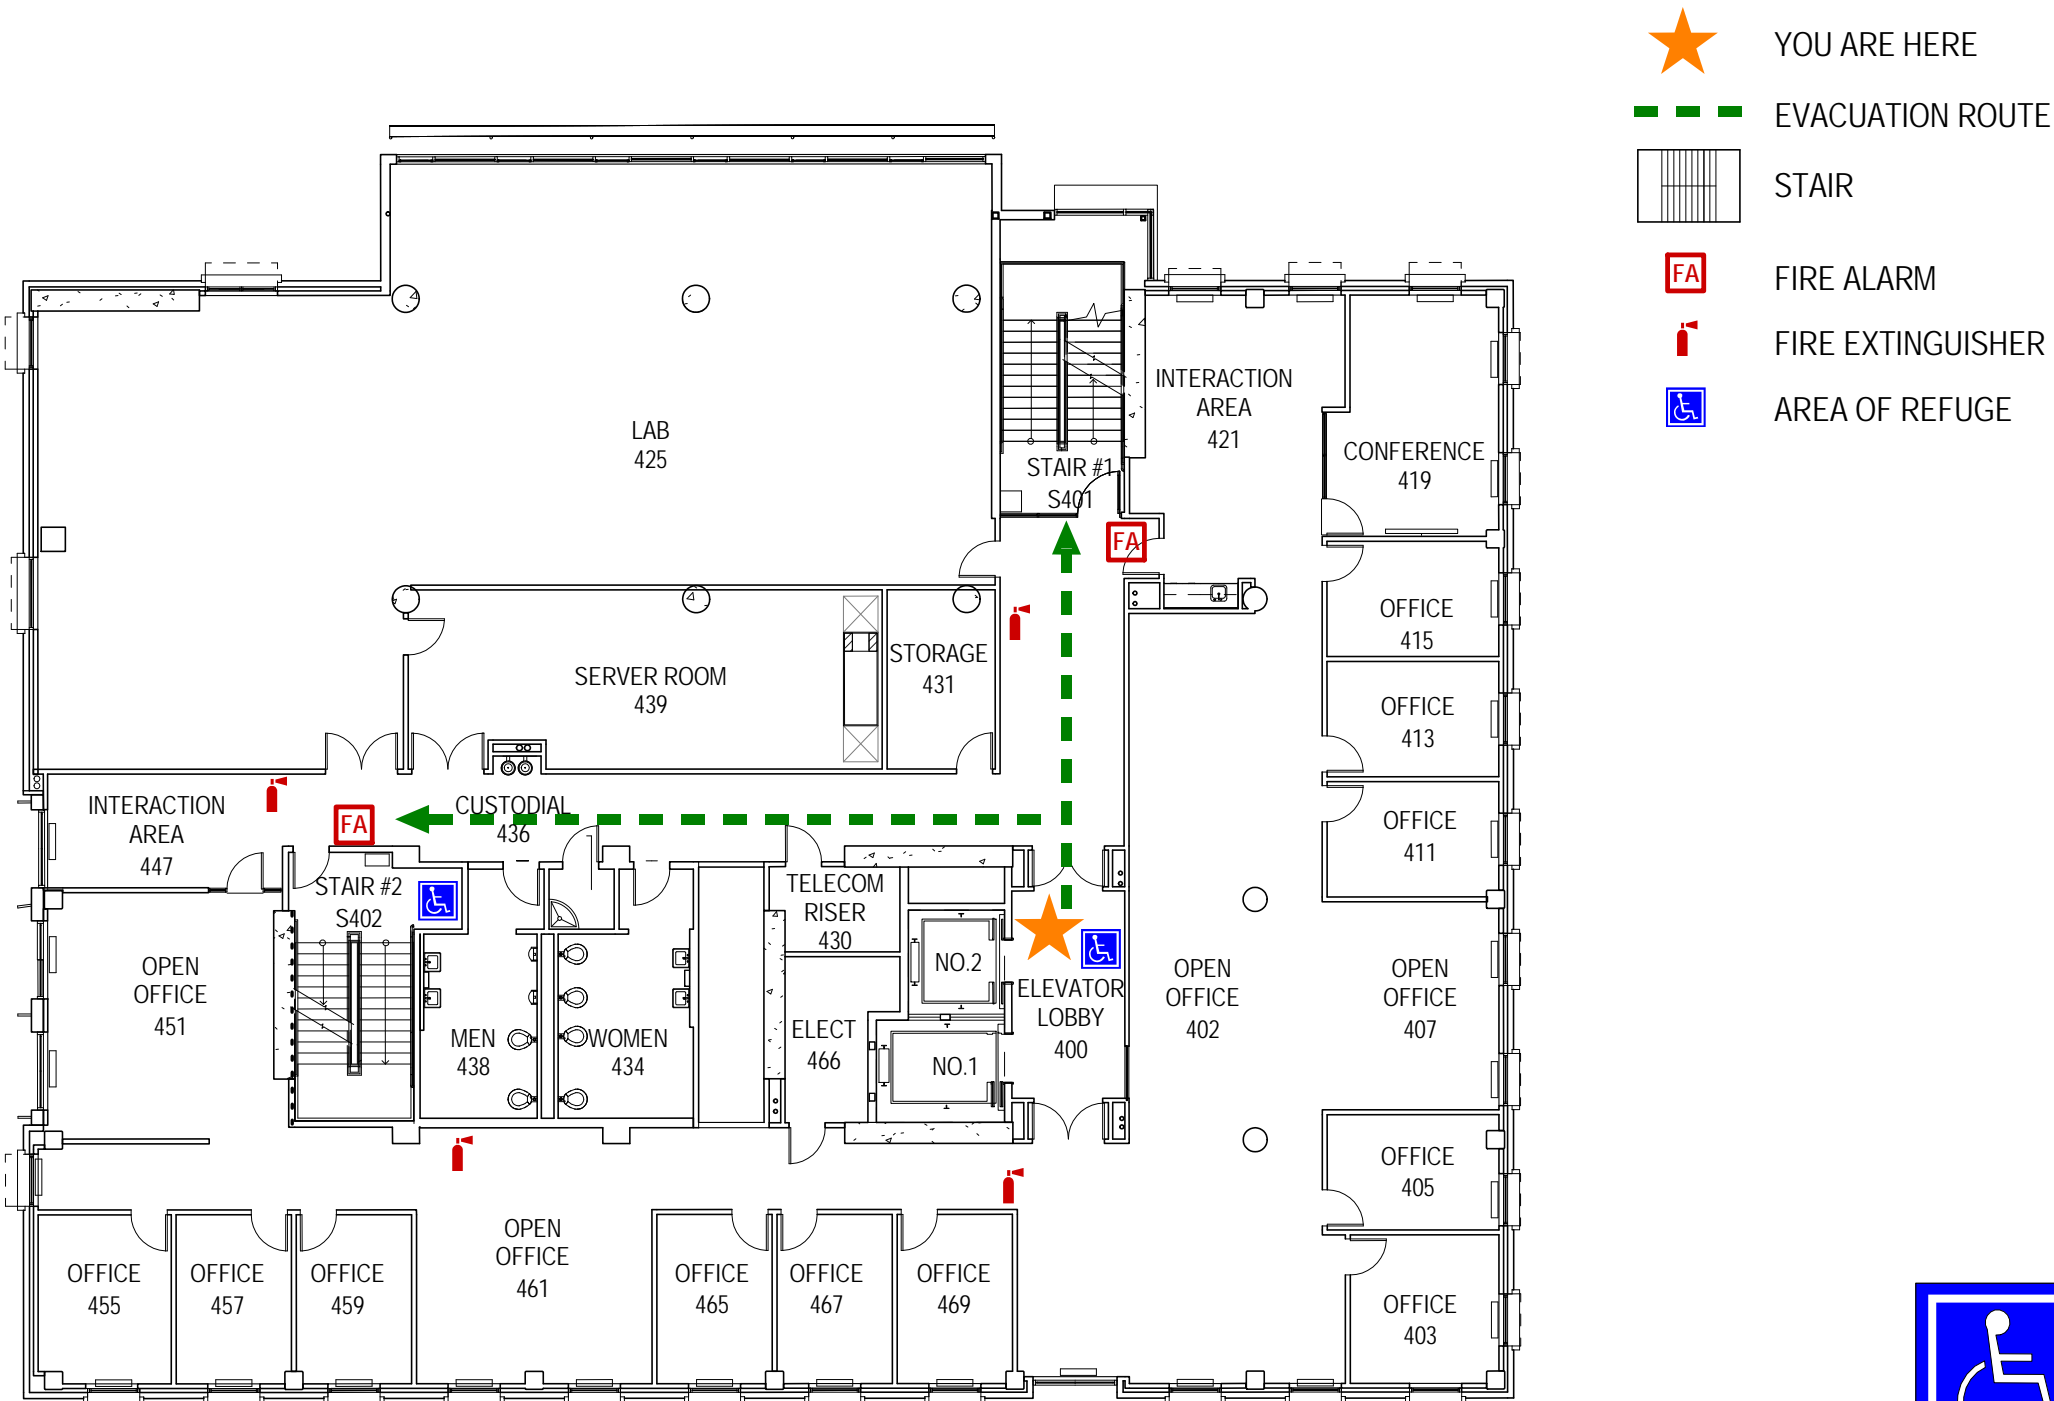 YOU ARE HERE
EVACUATION ROUTE
STAIR
FA
FIRE ALARM
FIRE EXTINGUISHER
AREA OF REFUGE
LAB
425
STAIR #1
S401
INTERACTION
AREA
421
CONFERENCE
419
FA
OFFICE
415
STORAGE
431
SERVER ROOM
439
OFFICE
413
INTERACTION
AREA
447
FA
CUSTODIAL
436
OFFICE
411
STAIR #2
S402
TELECOM
RISER
430
NO.2
OPEN
OFFICE
451
ELEVATOR
LOBBY
400
OPEN
OFFICE
402
OPEN
OFFICE
407
MEN
438
WOMEN
434
ELECT
466
NO.1
OFFICE
405
OPEN
OFFICE
461
OFFICE
455
OFFICE
457
OFFICE
459
OFFICE
465
OFFICE
467
OFFICE
469
OFFICE
403